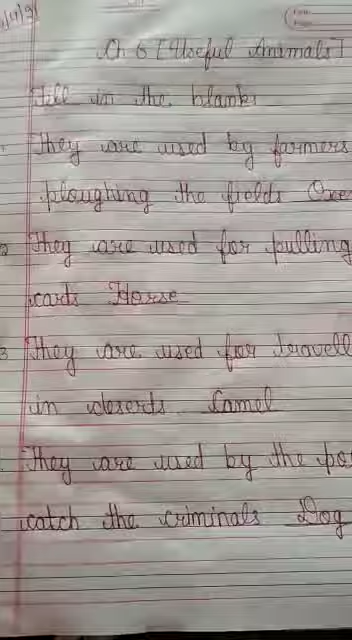 Ch 6 [Useful Animals]
Fill in the blanks
They are used by farmers
ploughing the fields Oxe
2 They are used for pulling
carts Horse
3 They are used for travell
in deserts Camel
They are used by the po
catch the criminals Dog